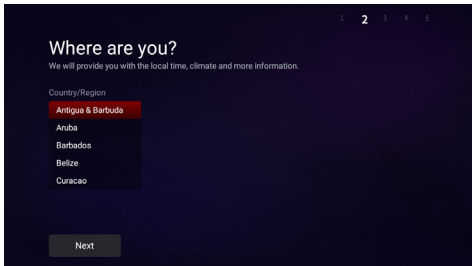 1 2 3 4 5
Where are you?
We will provide you with the local time, climate and more information.
Country/Region
Antigua & Barbuda
Aruba
Barbados
Belize
Curacao
Next